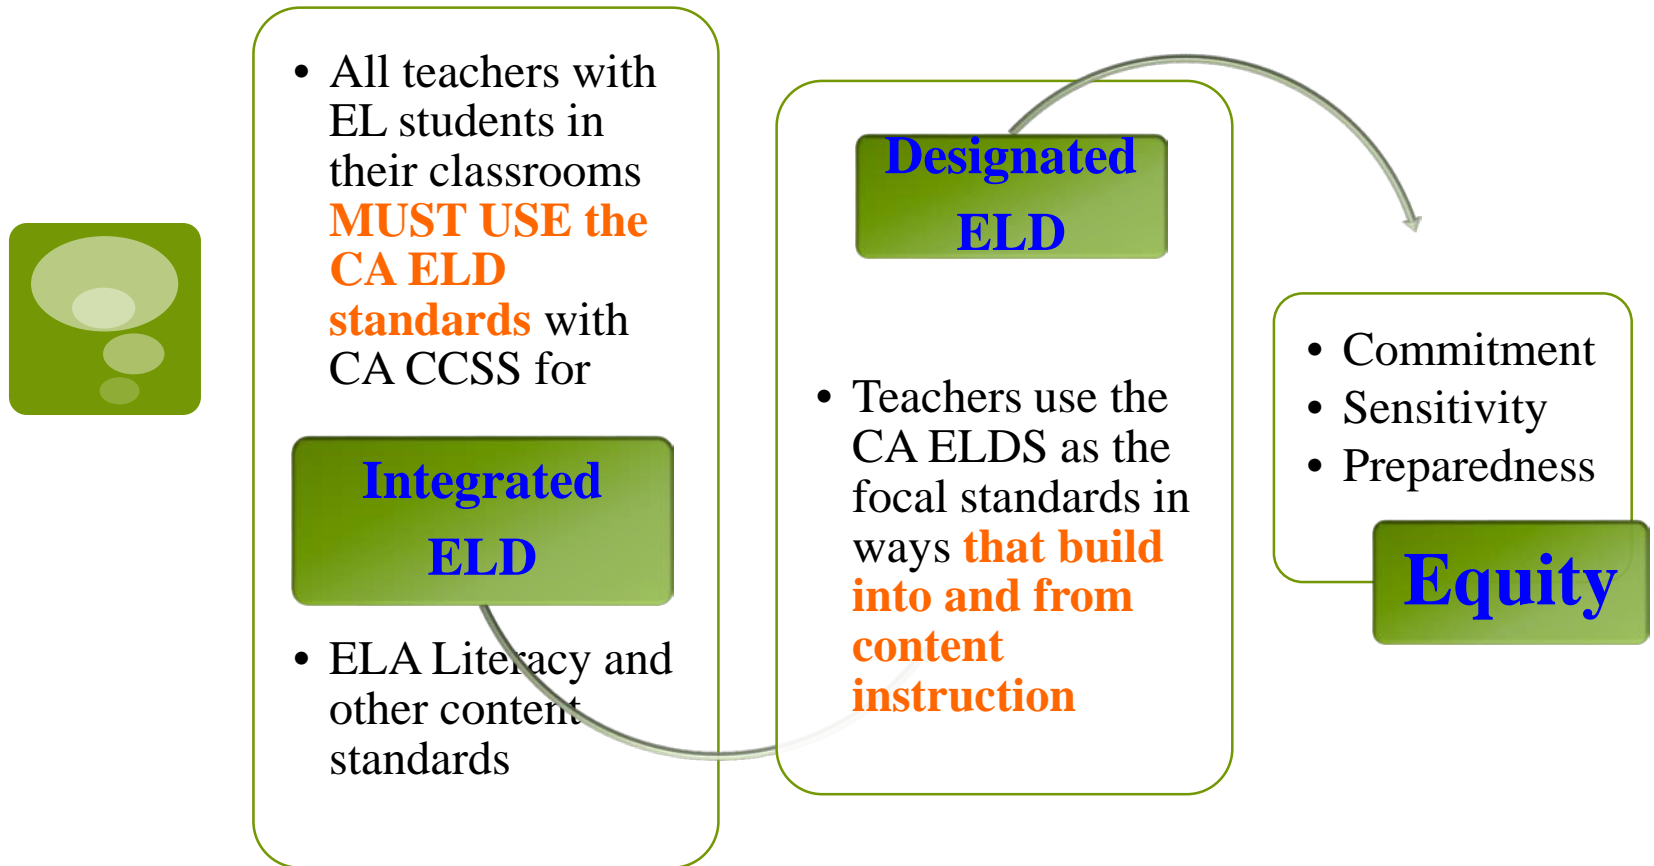 • All teachers with
EL students in
their classrooms
MUST USE the
CA ELD
standards with
CA CCSS for
Integrated
ELD
• ELA Literacy and
other content
standards
Designated
ELD
• Teachers use the
CA ELDS as the
focal standards in
ways that build
into and from
content
instruction
• Commitment
• Sensitivity
• Preparedness
Equity